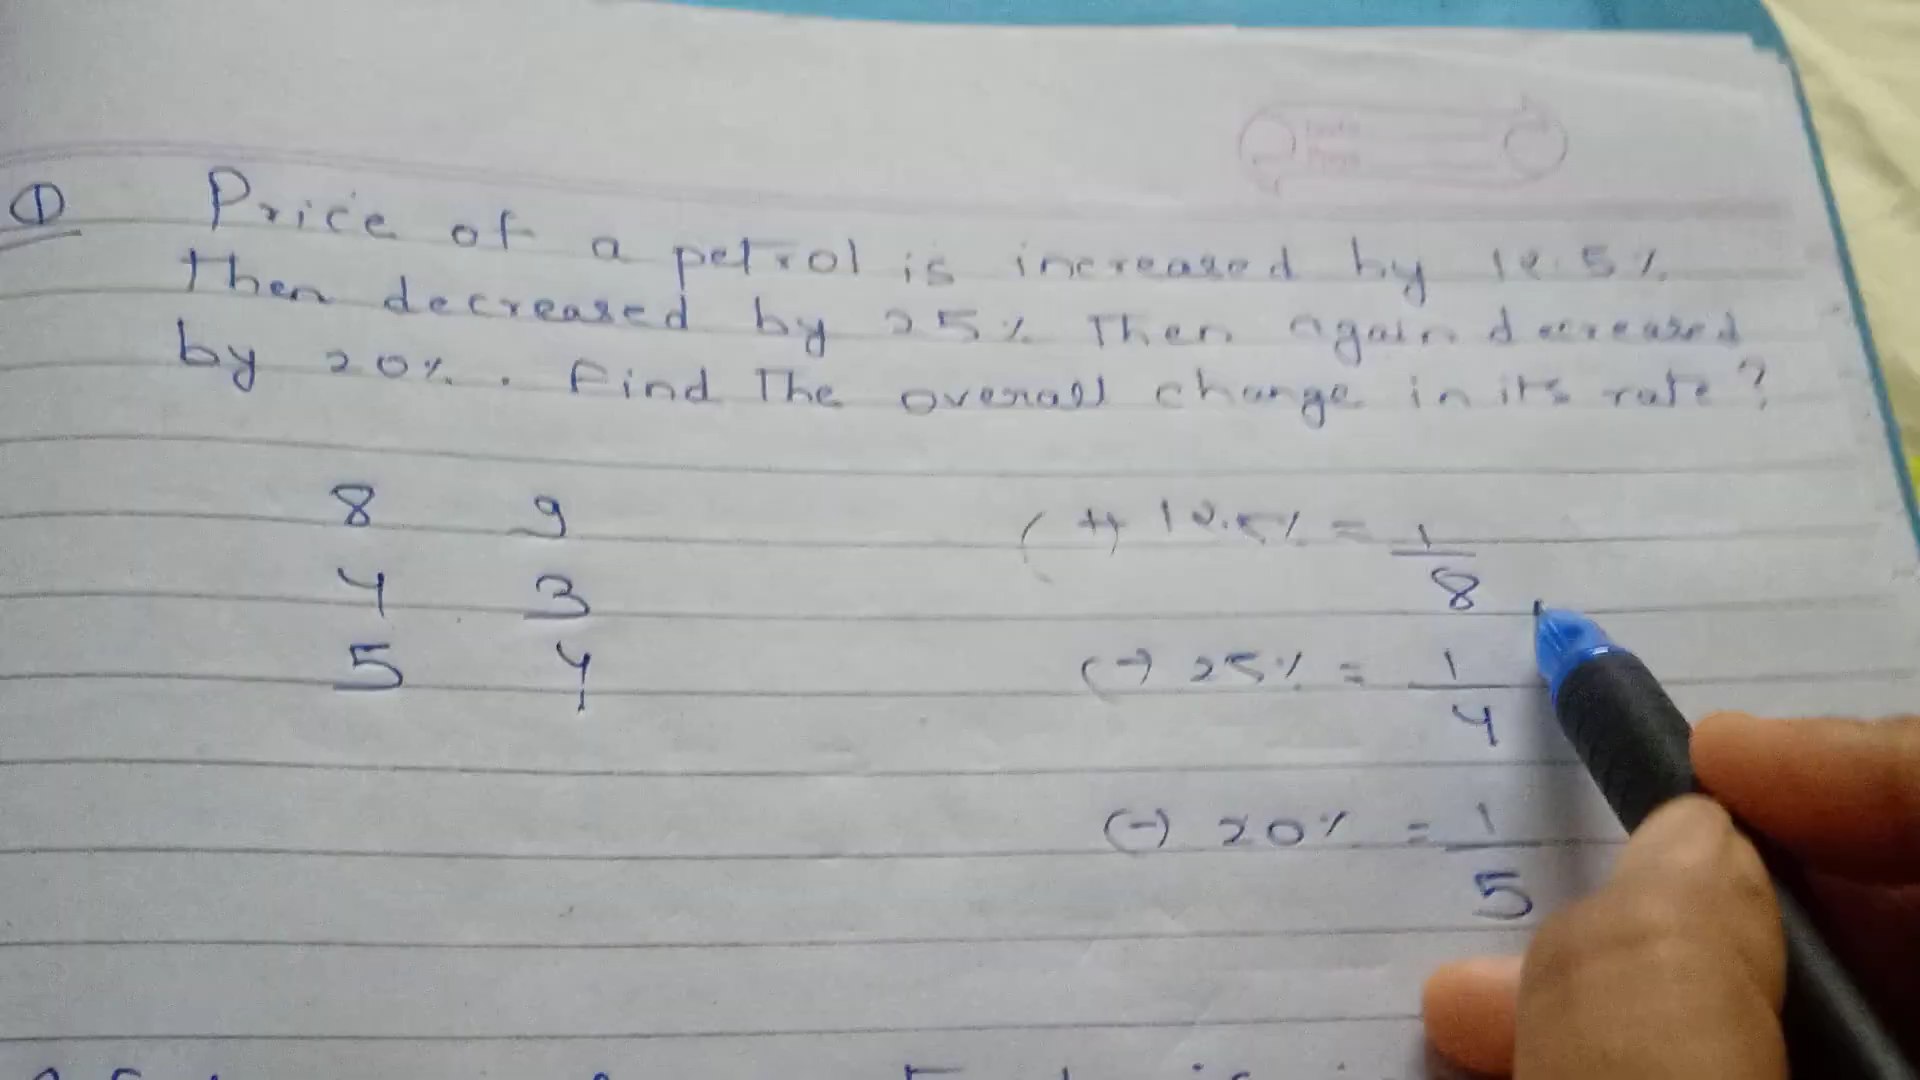 ① Price of a petrol is increased by 12.5%
Then decreased by 25% Then again decreased
by 20%. Find The overall change in its rate?
8 9
4 3
5 4
(+) 12.5% = 1/8
(-) 25% = 1/4
(-) 20% = 1/5